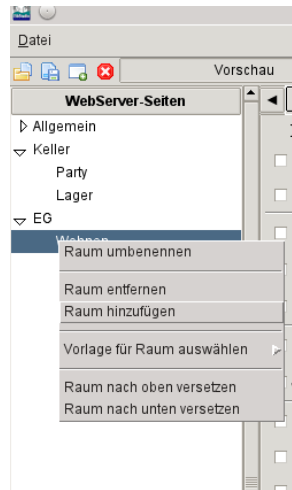 Datei
Vorschau
WebServer-Seiten
Allgemein
Keller
Party
Lager
EG
Raum umbenennen
Raum entfernen
Raum hinzufügen
Vorlage für Raum auswählen
Raum nach oben versetzen
Raum nach unten versetzen